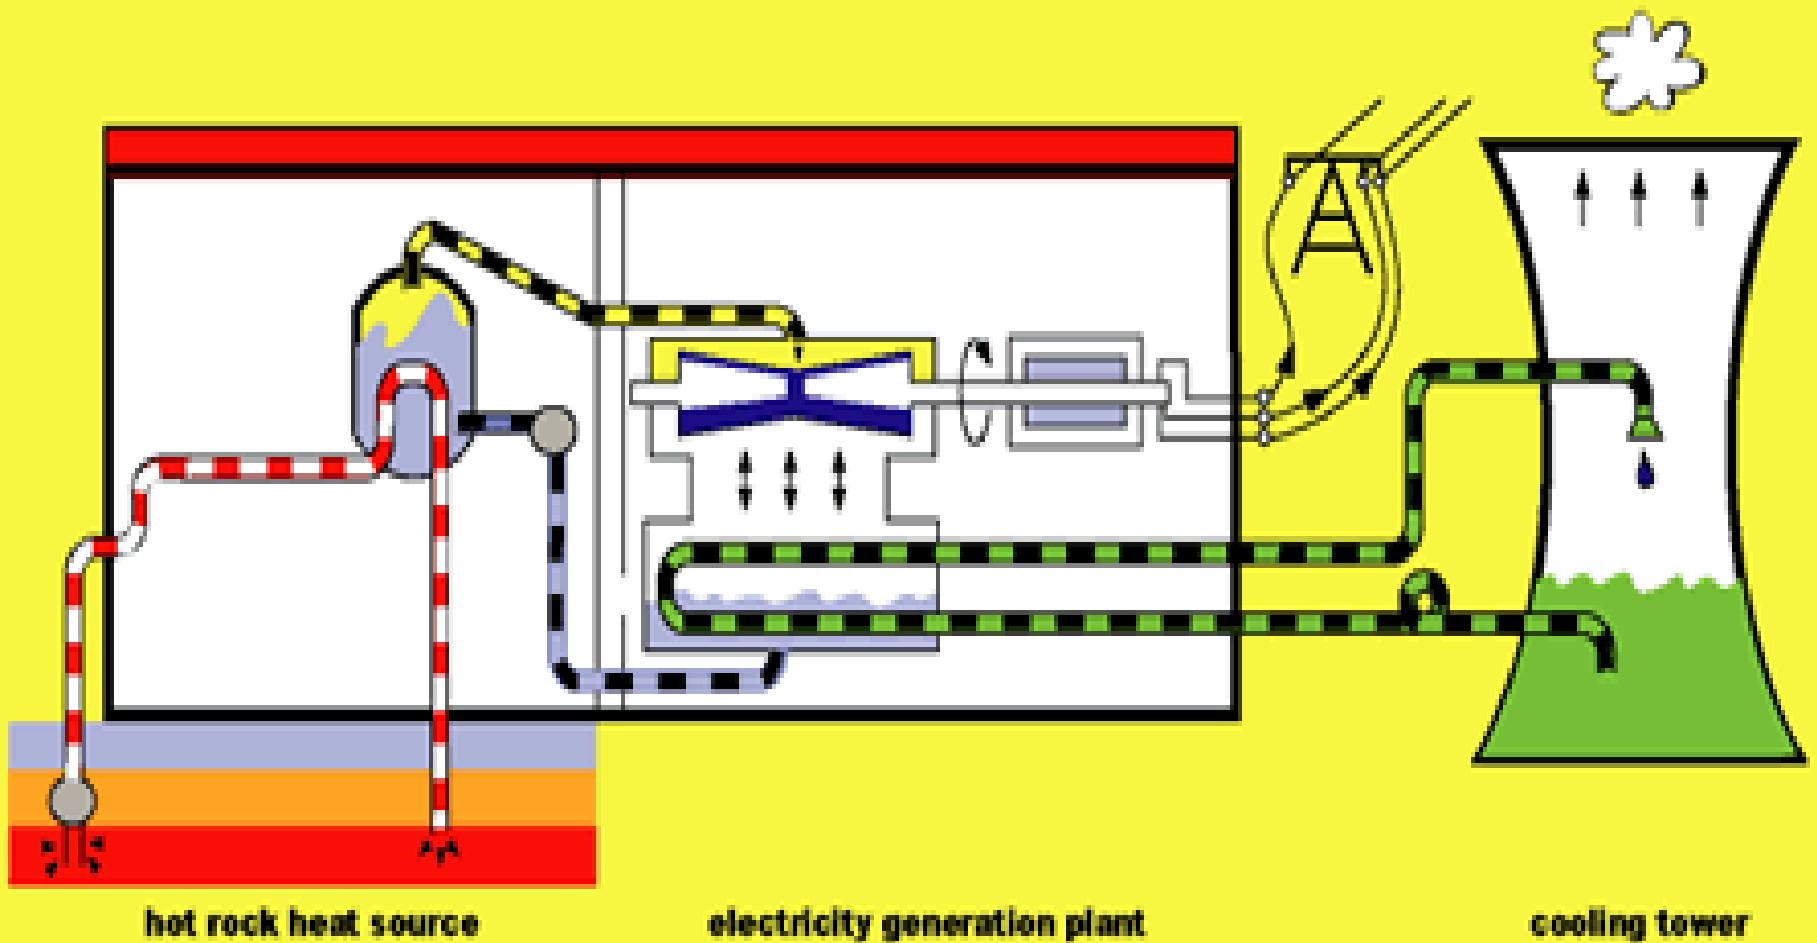 hot rock heat source
electricity generation plant
cooling tower